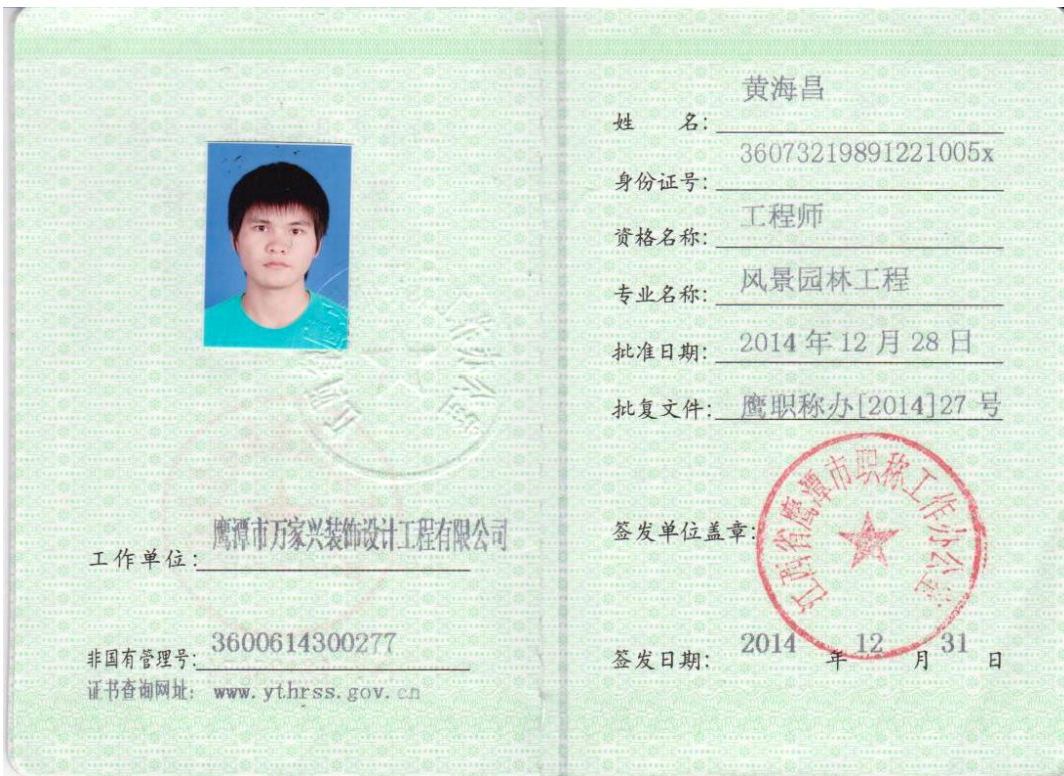 工作单位: 鹰潭市万家兴装饰设计工程有限公司
非国有管理号: 3600614300277
证书查询网址: www.ythrss.gov.cn
姓 名: 黄海昌
身份证号: 36073219891221005x
资格名称: 工程师
专业名称: 风景园林工程
批准日期: 2014 年 12 月 28 日
批复文件: 鹰职称办[2014]27 号
签发单位盖章:
江西省鹰潭市职称工作办公室
签发日期: 2014 年 12 月 31 日